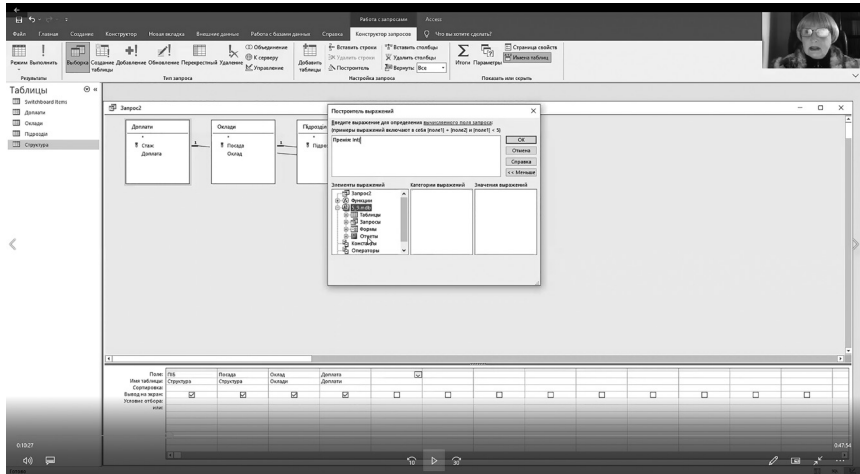 Работа с запросами Access
Файл Главная Создание Конструктор Новая вкладка Внешние данные Работа с базами данных Справка Конструктор запросов Что вы хотите сделать?
Режим Выполнить Выборка Создание таблицы Добавление Обновление Перекрестный Удаление
Объединение
К серверу
Управление
Добавить таблицы
Вставить строки
Удалить строки
Построитель
Вставить столбцы
Удалить столбцы
Вернуть: Все
Итоги Параметры
Страница свойств
Имена таблиц
Результаты Тип запроса Настройка запроса Показать или скрыть
Таблицы
Switchboard Items
Доплати
Оклади
Підрозділ
Структура
Запрос2
Доплати
*
Стаж
Доплата
Оклади
*
Посада
Оклад
Построитель выражений
Введите выражение для определения вычисляемого поля запроса:
(примеры выражений включают в себя [поле1] + [поле2] и [поле1] < 5)
Премія: Int(
ОК
Отмена
Справка
<< Меньше
Элементы выражений Категории выражений Значения выражений
Запрос2
Функции
Таблицы
Запросы
Формы
Отчеты
Константы
Операторы
Поле: ПІБ Посада Оклад Доплата
Имя таблицы: Структура Структура Оклади Доплати
Сортировка:
Вывод на экран:
Условие отбора:
или:
0:10:27
0:47:54
10
30
Готово